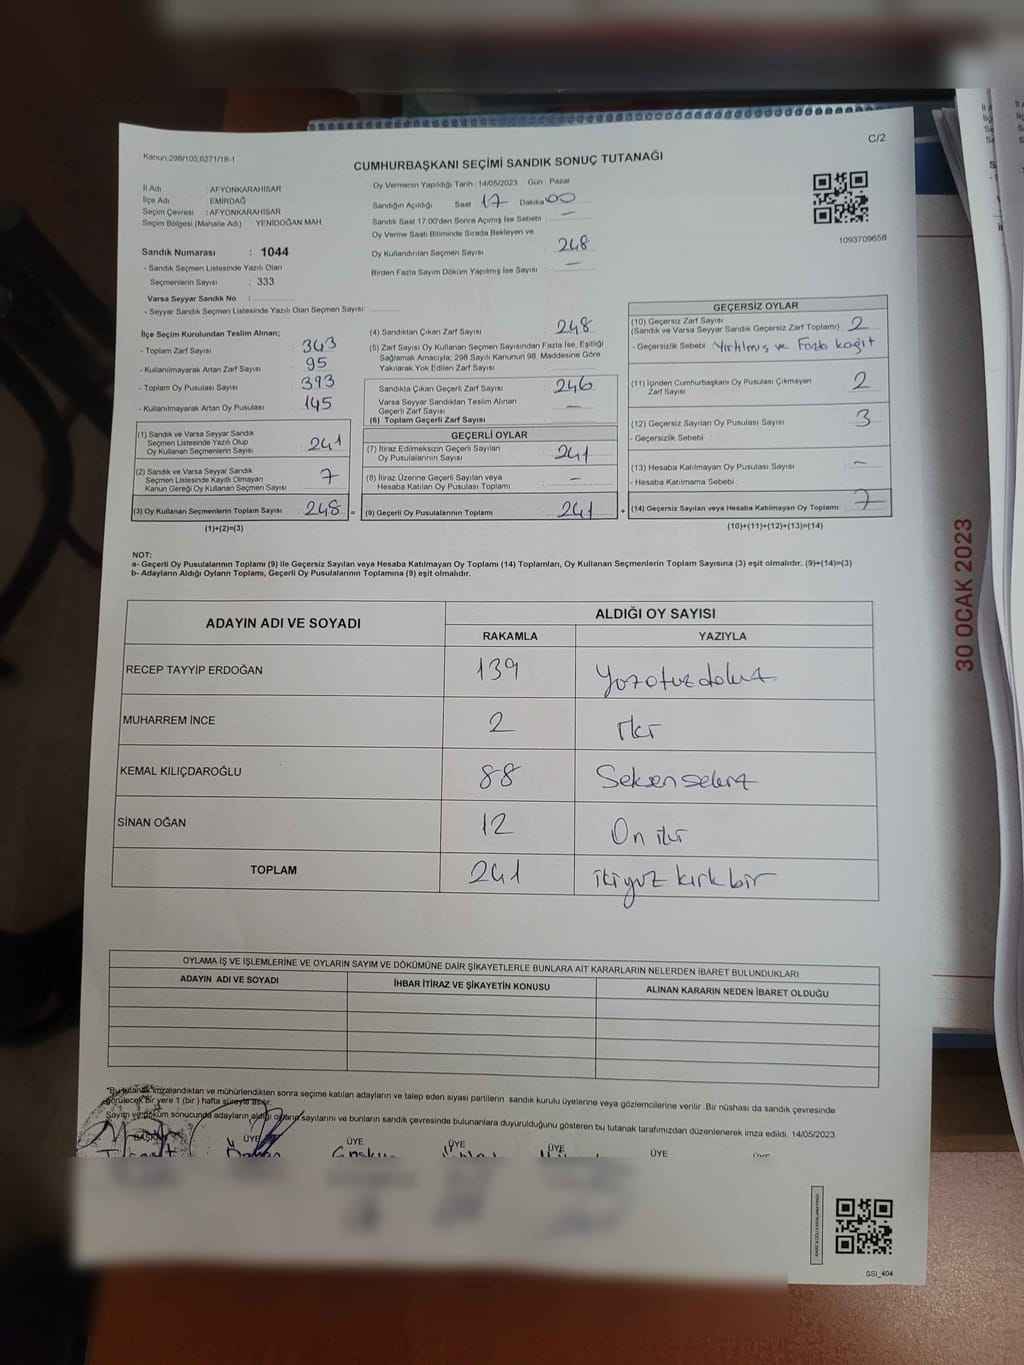 C/2
Kanun:298/105;6271/18-1
CUMHURBAŞKANI SEÇİMİ SANDIK SONUÇ TUTANAĞI
İl Adı : AFYONKARAHİSAR
İlçe Adı : EMİRDAĞ
Seçim Çevresi : AFYONKARAHİSAR
Seçim Bölgesi (Mahalle Adı) : YENİDOĞAN MAH.
Sandık Numarası : 1044
- Sandık Seçmen Listesinde Yazılı Olan
Seçmenlerin Sayısı : 333
Varsa Seyyar Sandık No :
- Seyyar Sandık Seçmen Listesinde Yazılı Olan Seçmen Sayısı:
Oy Vermenin Yapıldığı Tarih : 14/05/2023 Gün : Pazar
Sandığın Açıldığı Saat 17 Dakika 00
Sandık Saat 17:00'den Sonra Açımış İse Sebebi : –
Oy Verme Saati Bitiminde Sırada Bekleyen ve
Oy Kullandırılan Seçmen Sayısı : 248
Birden Fazla Sayım Döküm Yapılmış İse Sayısı : –
1093709658
İlçe Seçim Kurulundan Teslim Alınan;
- Toplam Zarf Sayısı : 343
- Kullanılmayarak Artan Zarf Sayısı : 95
- Toplam Oy Pusulası Sayısı : 393
- Kullanılmayarak Artan Oy Pusulası : 145
(1) Sandık ve Varsa Seyyar Sandık
Seçmen Listesinde Yazılı Olup
Oy Kullanan Seçmenlerin Sayısı : 241
(2) Sandık ve Varsa Seyyar Sandık
Seçmen Listesinde Kayıtlı Olmayan
Kanun Gereği Oy Kullanan Seçmen Sayısı : 7
(3) Oy Kullanan Seçmenlerin Toplam Sayısı : 248 =
(1)+(2)=(3)
(4) Sandıktan Çıkan Zarf Sayısı : 248
(5) Zarf Sayısı Oy Kullanan Seçmen Sayısından Fazla İse, Eşitliği
Sağlamak Amacıyla, 298 Sayılı Kanunun 98. Maddesine Göre
Yakılarak Yok Edilen Zarf Sayısı :
Sandıkta Çıkan Geçerli Zarf Sayısı : 246
Varsa Seyyar Sandıktan Teslim Alınan
Geçerli Zarf Sayısı : –
(6) Toplam Geçerli Zarf Sayısı :
GEÇERLİ OYLAR
(7) İtiraz Edilmeksizin Geçerli Sayılan
Oy Pusulalarının Sayısı : 241
(8) İtiraz Üzerine Geçerli Sayılan veya
Hesaba Katılan Oy Pusulası Toplamı : –
(9) Geçerli Oy Pusulalarının Toplamı : 241 +
GEÇERSİZ OYLAR
(10) Geçersiz Zarf Sayısı
(Sandık ve Varsa Seyyar Sandık Geçersiz Zarf Toplamı) : 2
- Geçersizlik Sebebi : Yırtılmış ve Fazla kağıt
(11) İçinden Cumhurbaşkanı Oy Pusulası Çıkmayan
Zarf Sayısı : 2
(12) Geçersiz Sayılan Oy Pusulası Sayısı : 3
- Geçersizlik Sebebi :
(13) Hesaba Katılmayan Oy Pusulası Sayısı : –
- Hesaba Katılmama Sebebi :
(14) Geçersiz Sayılan veya Hesaba Katılmayan Oy Toplamı : 7
(10)+(11)+(12)+(13)=(14)
NOT:
a- Geçerli Oy Pusulalarının Toplamı (9) ile Geçersiz Sayılan veya Hesaba Katılmayan Oy Toplamı (14) Toplamları, Oy Kullanan Seçmenlerin Toplam Sayısına (3) eşit olmalıdır. (9)+(14)=(3)
b- Adayların Aldığı Oyların Toplamı, Geçerli Oy Pusulalarının Toplamına (9) eşit olmalıdır.
ADAYIN ADI VE SOYADI ALDIĞI OY SAYISI
RAKAMLA YAZIYLA
RECEP TAYYİP ERDOĞAN 139 Yüzotuzdokuz
MUHARREM İNCE 2 İki
KEMAL KILIÇDAROĞLU 88 Seksensekiz
SİNAN OĞAN 12 On iki
TOPLAM 241 ikiyüz kırk bir
OYLAMA İŞ VE İŞLEMLERİNE VE OYLARIN SAYIM VE DÖKÜMÜNE DAİR ŞİKAYETLERLE BUNLARA AİT KARARLARIN NELERDEN İBARET BULUNDUKLARI
ADAYIN ADI VE SOYADI İHBAR İTİRAZ VE ŞİKAYETİN KONUSU ALINAN KARARIN NEDEN İBARET OLDUĞU
"Bu tutanak imzalandıktan ve mühürlendikten sonra seçime katılan adayların ve talep eden siyasi partilerin sandık kurulu üyelerine veya gözlemcilerine verilir. Bir nüshası da sandık çevresinde
görülecek bir yere 1 (bir ) hafta süreyle asılır.
Sayım ve döküm sonucunda adayların aldığı oyların sayılarını ve bunların sandık çevresinde bulunanlara duyurulduğunu gösteren bu tutanak tarafımızdan düzenlenerek imza edildi. 14/05/2023
BAŞKAN ÜYE ÜYE ÜYE ÜYE ÜYE
SSI_404
30 OCAK 2023